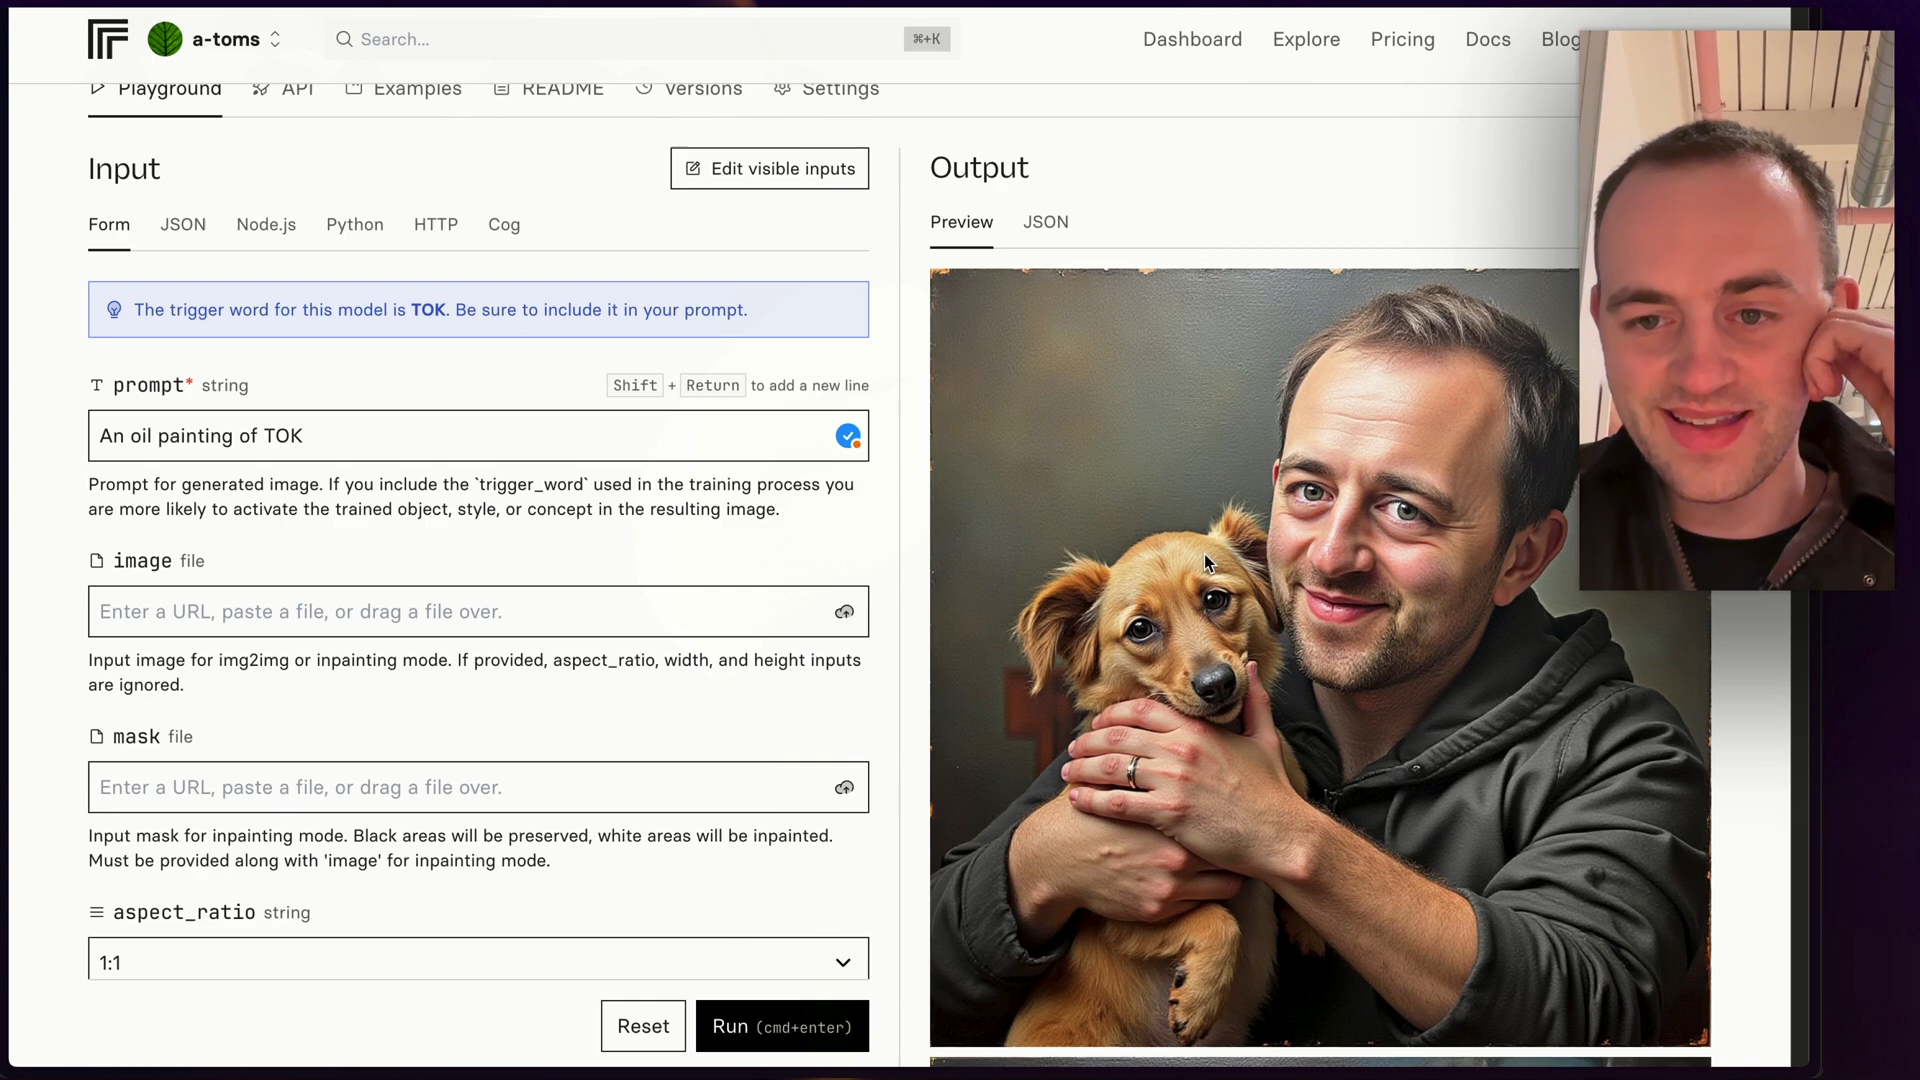 a-toms
Search...
⌘+K
Dashboard
Explore
Pricing
Docs
Blog
Playground
API
Examples
README
Versions
Settings
Input
Edit visible inputs
Form
JSON
Node.js
Python
HTTP
Cog
The trigger word for this model is TOK. Be sure to include it in your prompt.
prompt* string
Shift + Return to add a new line
An oil painting of TOK
Prompt for generated image. If you include the `trigger_word` used in the training process you
are more likely to activate the trained object, style, or concept in the resulting image.
image file
Enter a URL, paste a file, or drag a file over.
Input image for img2img or inpainting mode. If provided, aspect_ratio, width, and height inputs
are ignored.
mask file
Enter a URL, paste a file, or drag a file over.
Input mask for inpainting mode. Black areas will be preserved, white areas will be inpainted.
Must be provided along with 'image' for inpainting mode.
aspect_ratio string
1:1
Reset
Run (cmd+enter)
Output
Preview
JSON